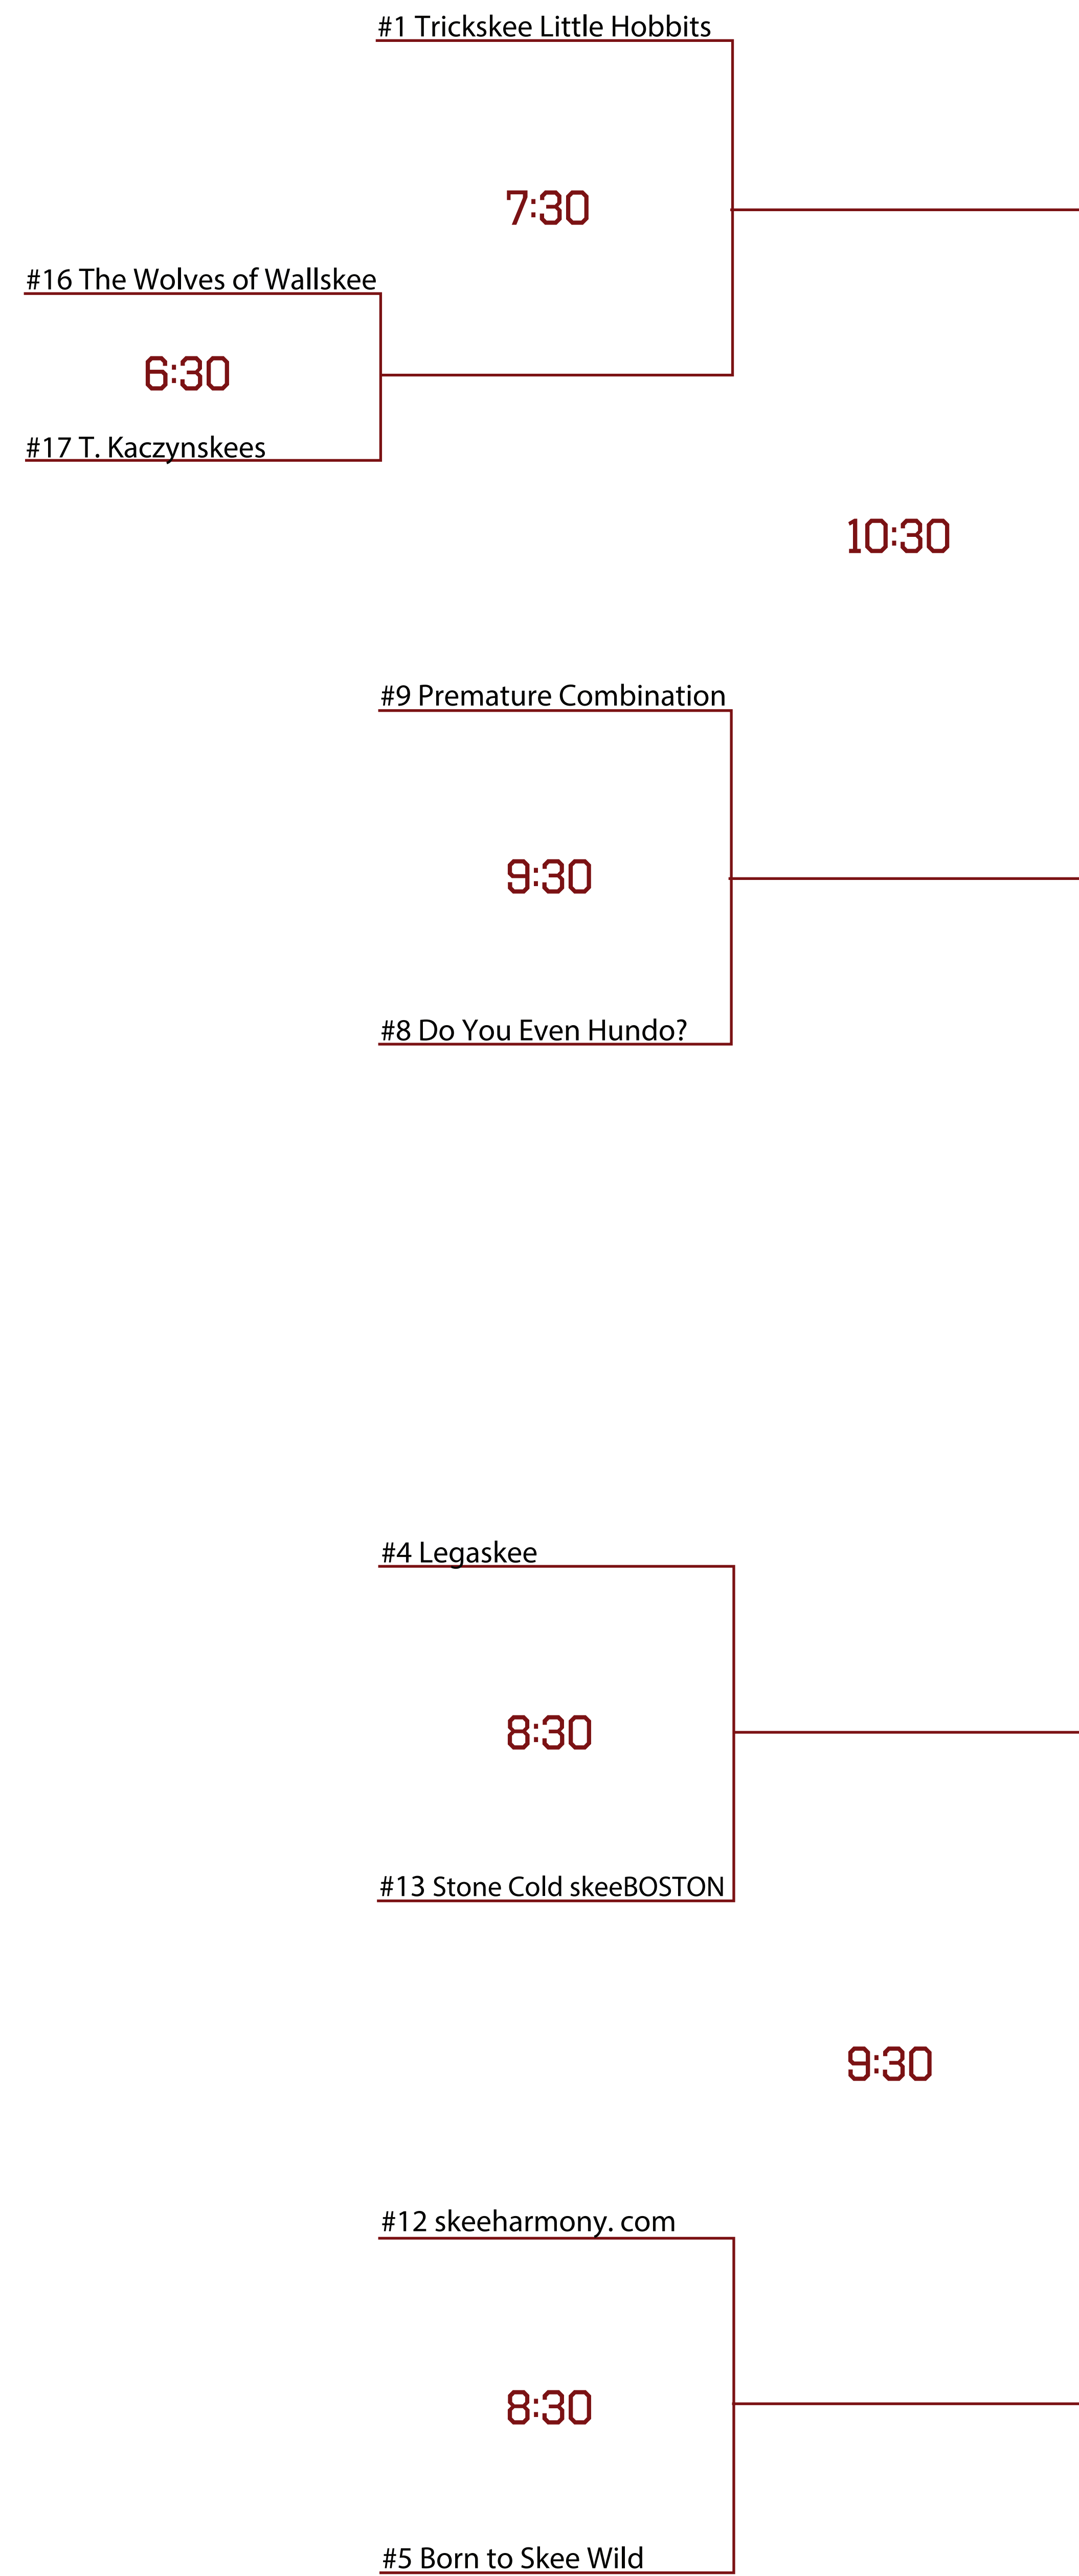 #1 Trickskee Little Hobbits
7:30
#16 The Wolves of Wallskee
6:30
#17 T. Kaczynskees
10:30
#9 Premature Combination
9:30
#8 Do You Even Hundo?
#4 Legaskee
8:30
#13 Stone Cold skeeBOSTON
9:30
#12 skeeharmony. com
8:30
#5 Born to Skee Wild